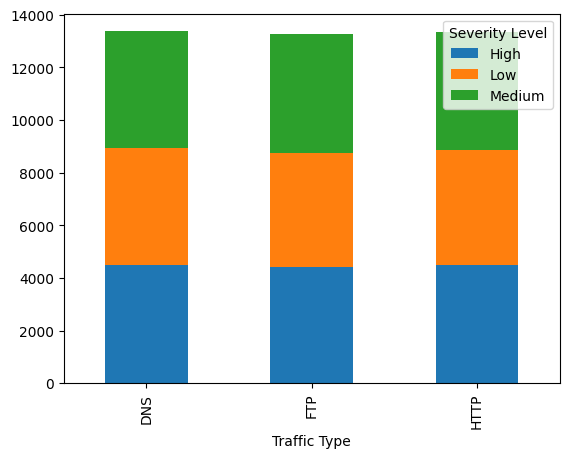 14000
12000
10000
8000
6000
4000
2000
0
Severity Level
High
Low
Medium
DNS
FTP
HTTP
Traffic Type